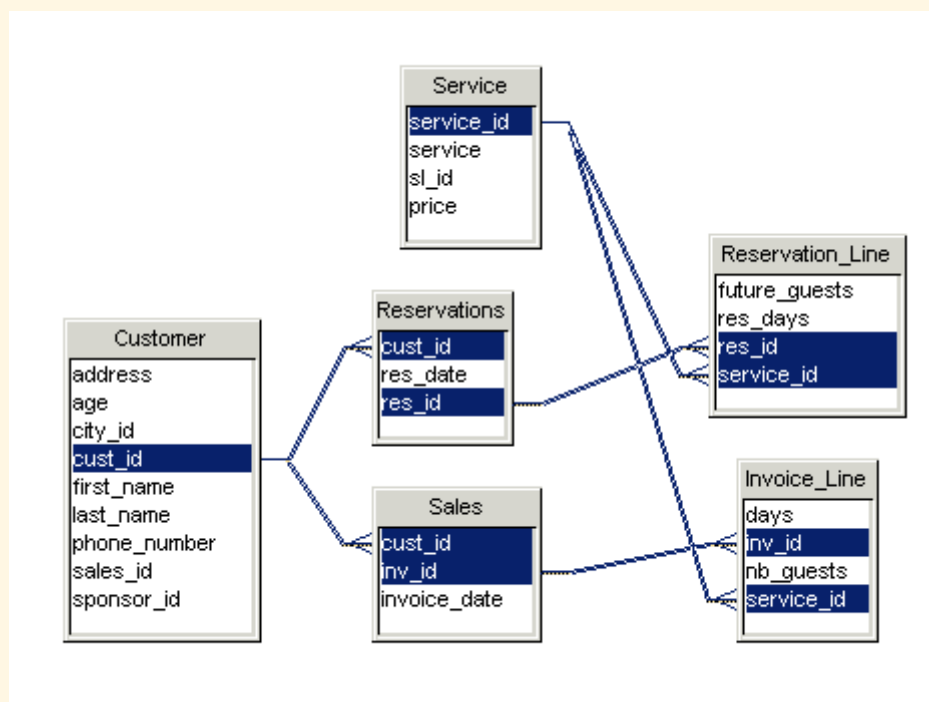 Service
service_id
service
sl_id
price
Reservation_Line
future_guests
res_days
res_id
service_id
Reservations
cust_id
res_date
res_id
Customer
address
age
city_id
cust_id
first_name
last_name
phone_number
sales_id
sponsor_id
Sales
cust_id
inv_id
invoice_date
Invoice_Line
days
inv_id
nb_guests
service_id